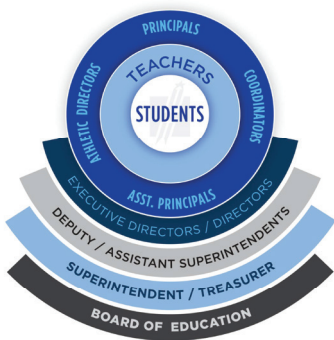 PRINCIPALS
ATHLETIC DIRECTORS
COORDINATORS
TEACHERS
STUDENTS
ASST. PRINCIPALS
EXECUTIVE DIRECTORS / DIRECTORS
DEPUTY / ASSISTANT SUPERINTENDENTS
SUPERINTENDENT / TREASURER
BOARD OF EDUCATION